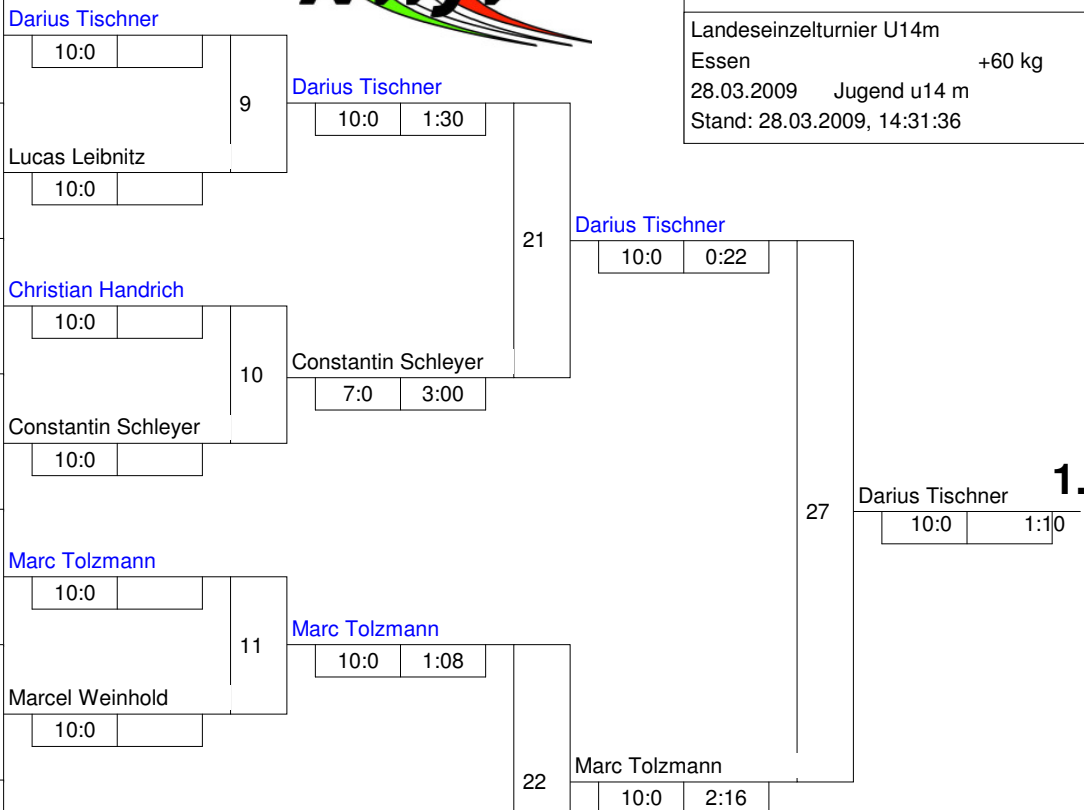 Landeseinzelturnier U14m
Essen +60 kg
28.03.2009 Jugend u14 m
Stand: 28.03.2009, 14:31:36
Darius Tischner
10:0
9
Lucas Leibnitz
10:0
Darius Tischner
10:0 1:30
21
Christian Handrich
10:0
10
Constantin Schleyer
10:0
Constantin Schleyer
7:0 3:00
Darius Tischner
10:0 0:22
27
Darius Tischner 1.
10:0 1:10
Marc Tolzmann
10:0
11
Marcel Weinhold
10:0
Marc Tolzmann
10:0 1:08
22
Marc Tolzmann
10:0 2:16